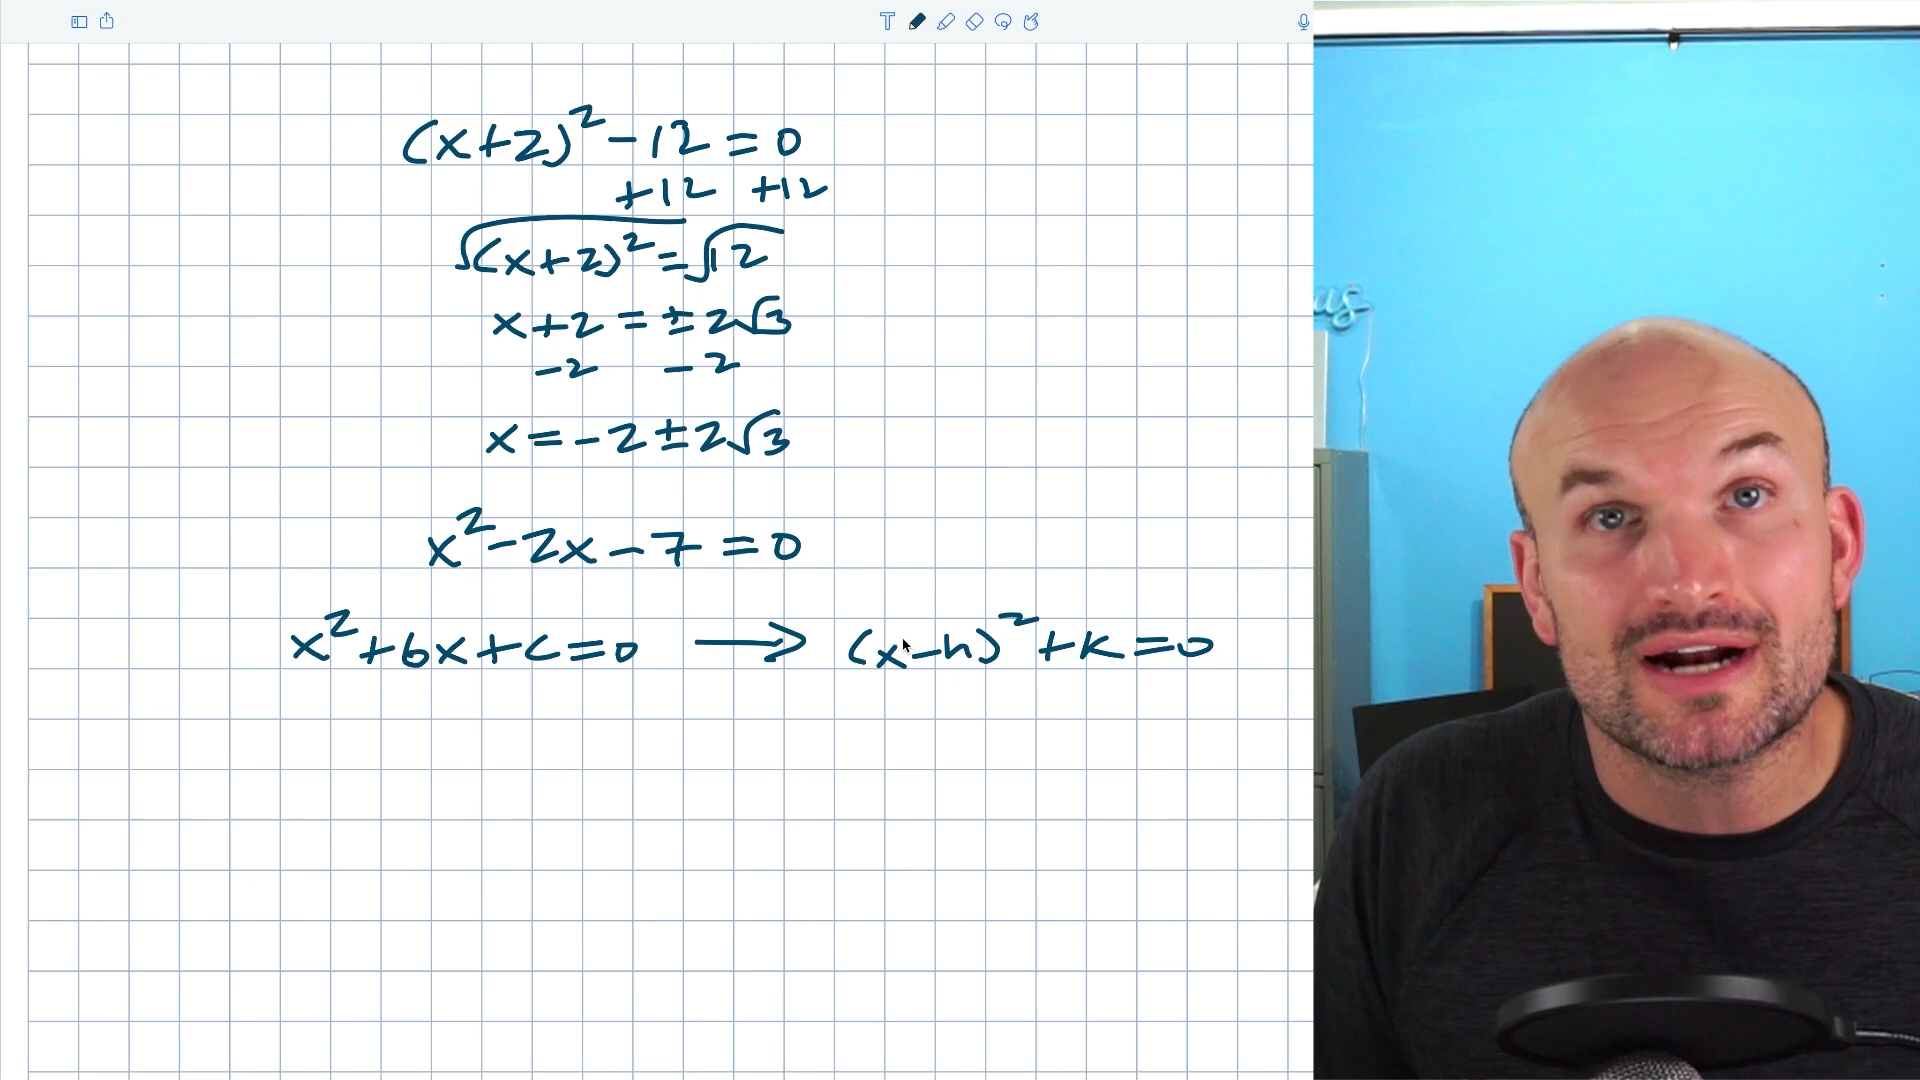 (x+2)²-12=0
+12 +12
√(x+2)²=√12
x+2=±2√3
-2 -2
x=-2±2√3
x²-2x-7=0
x²+bx+c=0 → (x-h)²+k=0
us